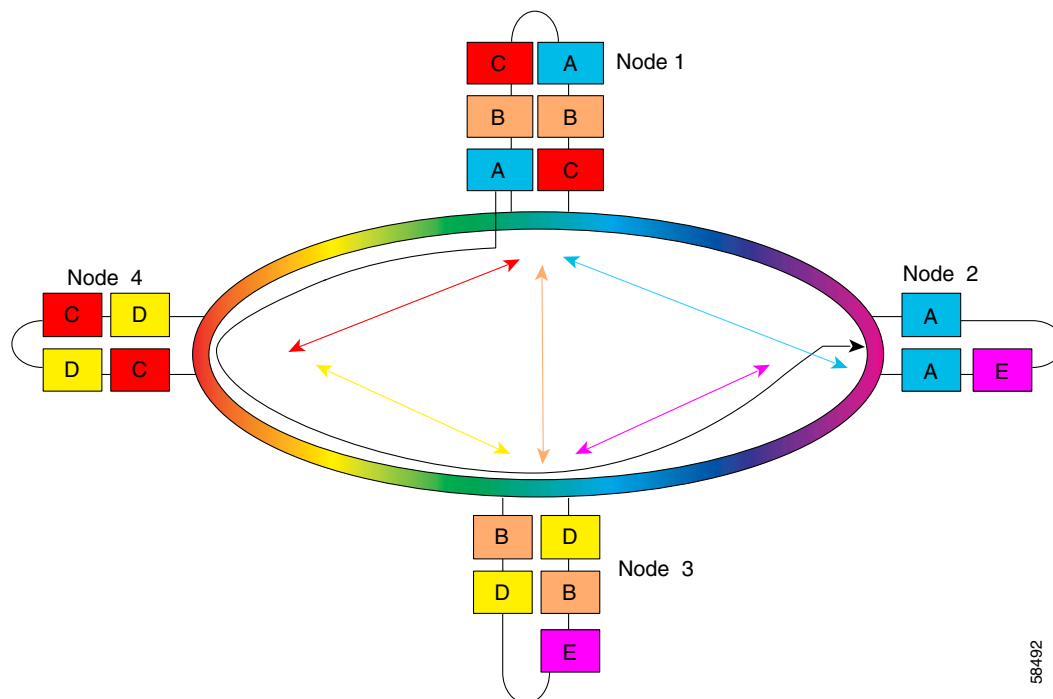 C A Node 1
B B
A C
Node 4
C D
D C
Node 2
A
A E
B D
Node 3
D B
E
58492